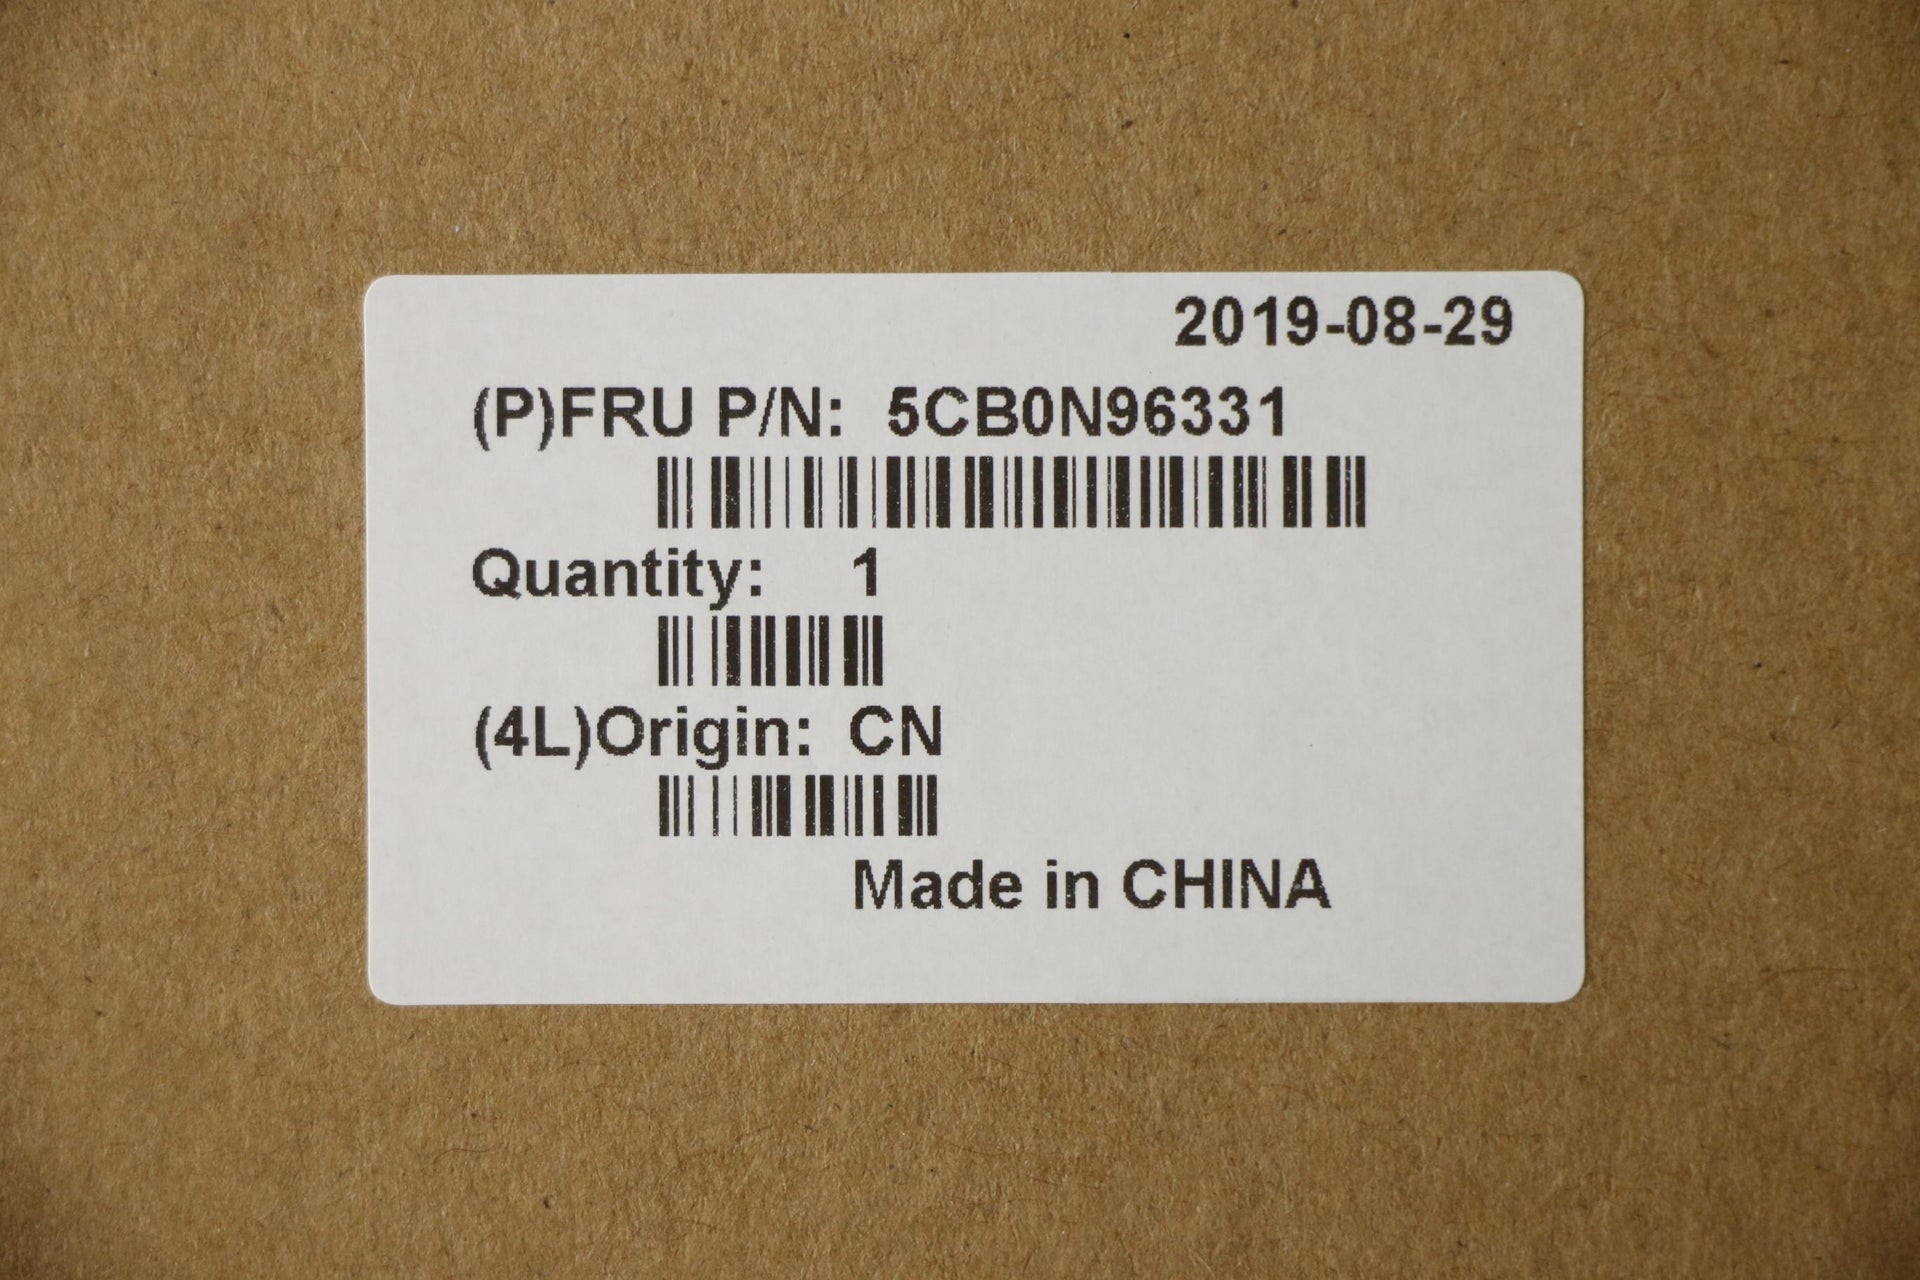 2019-08-29
(P)FRU P/N: 5CB0N96331
Quantity: 1
(4L)Origin: CN
Made in CHINA